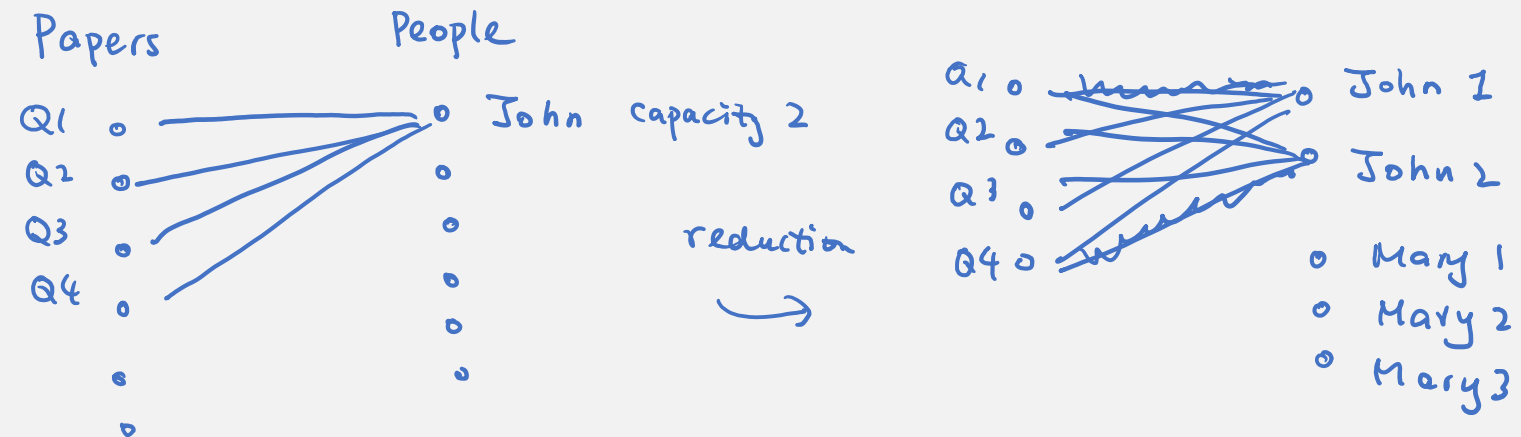 Papers People
Q1 John capacity 2
Q2
Q3
Q4
reduction
Q1 John 1
Q2 John 2
Q3
Q4 Mary 1
Mary 2
Mary 3